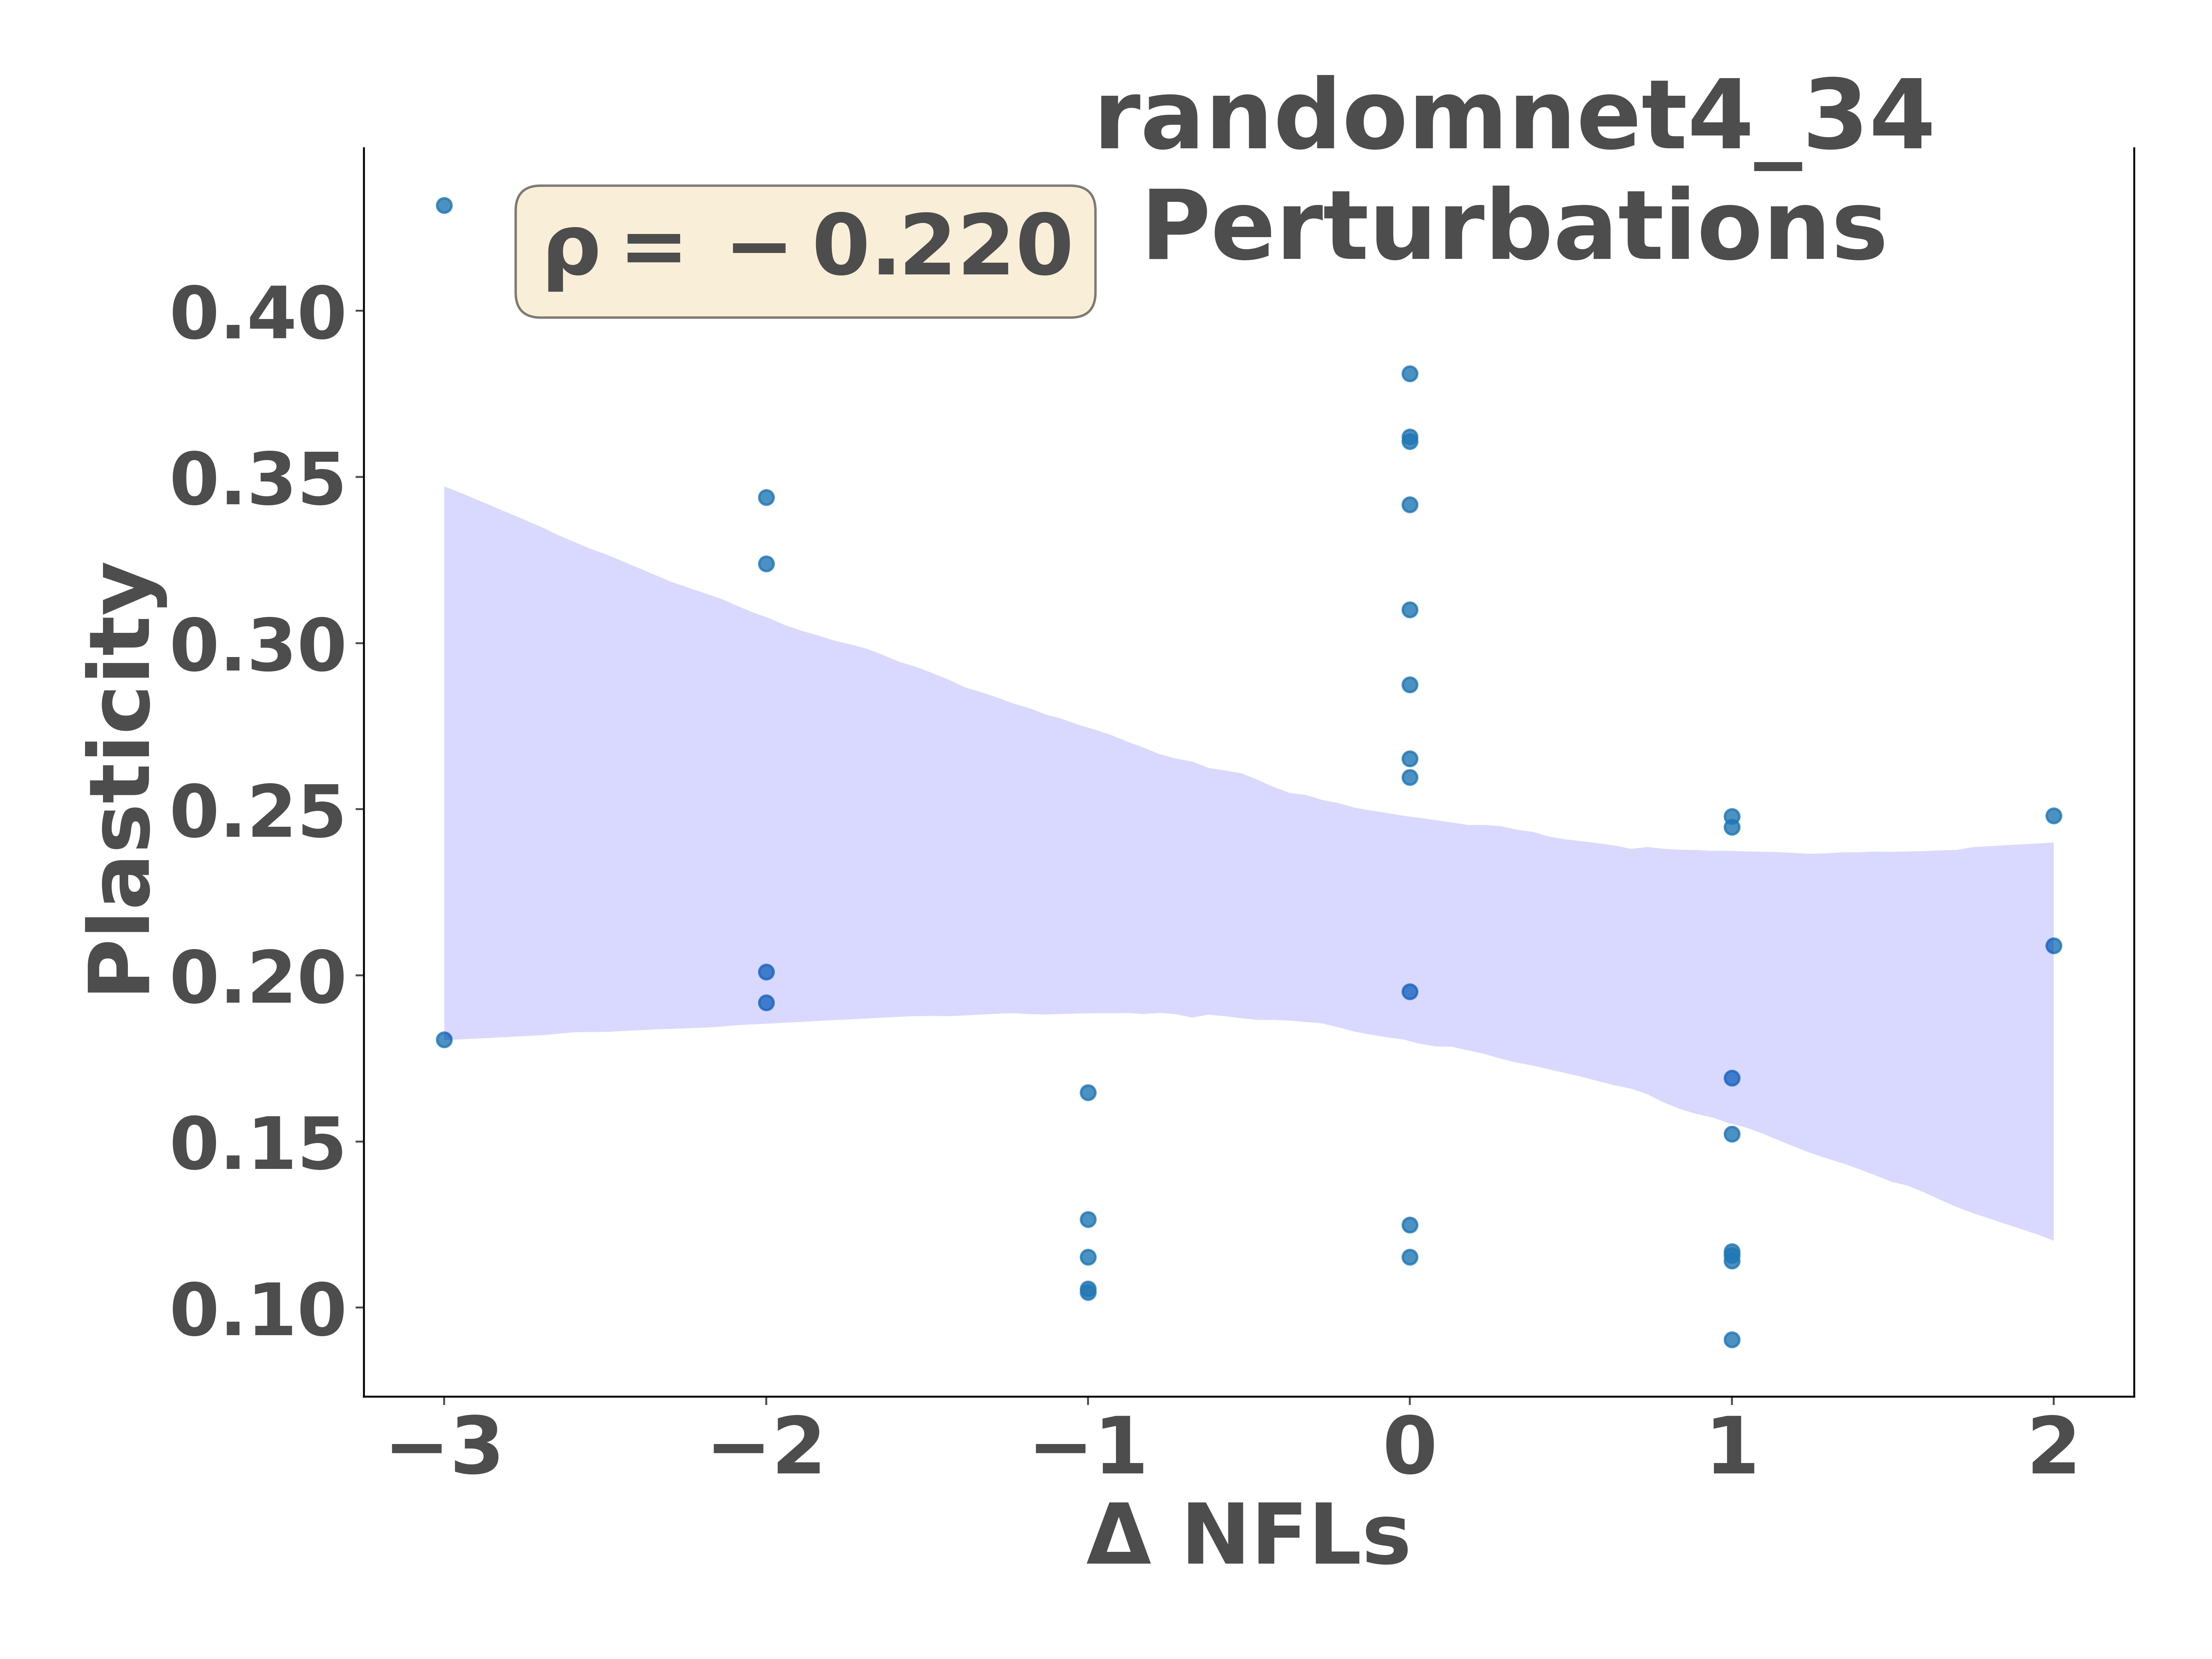 randomnet4_34
Perturbations
ρ = − 0.220
Plasticity
0.40
0.35
0.30
0.25
0.20
0.15
0.10
−3
−2
−1
0
1
2
Δ NFLs